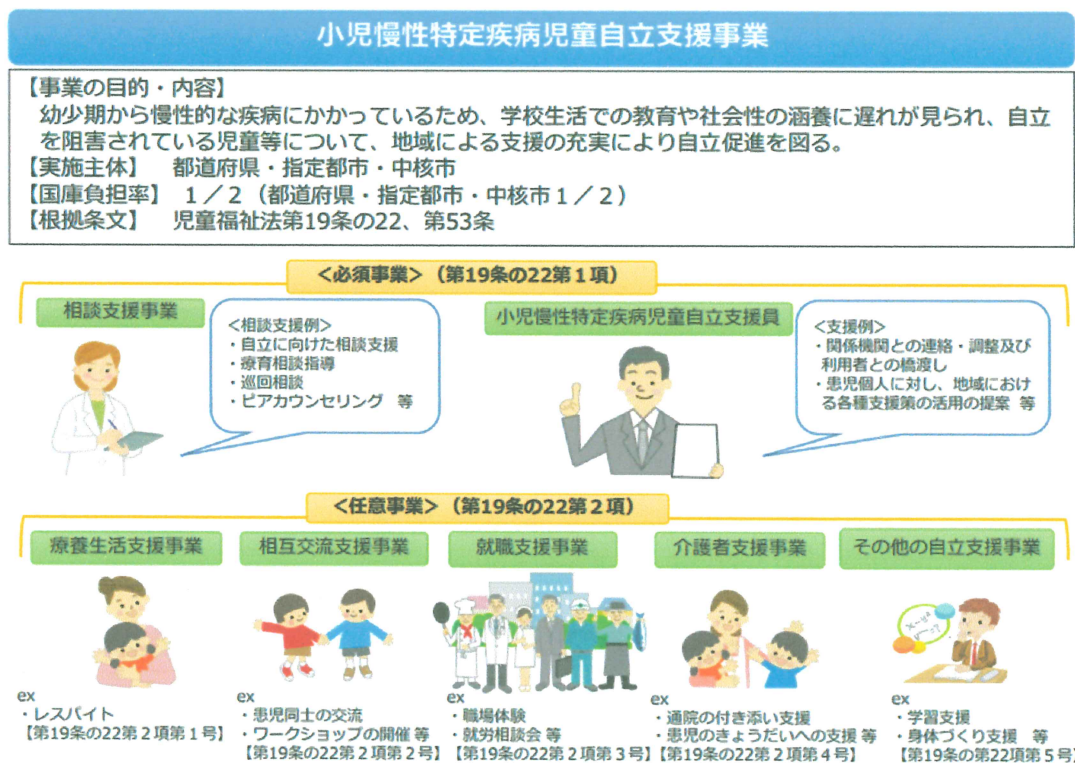 小児慢性特定疾病児童自立支援事業
【事業の目的・内容】
幼少期から慢性的な疾病にかかっているため、学校生活での教育や社会性の涵養に遅れが見られ、自立
を阻害されている児童等について、地域による支援の充実により自立促進を図る。
【実施主体】 都道府県・指定都市・中核市
【国庫負担率】 1/2(都道府県・指定都市・中核市1/2)
【根拠条文】 児童福祉法第19条の22、第53条
<必須事業>(第19条の22第1項)
相談支援事業
<相談支援例>
・自立に向けた相談支援
・療育相談指導
・巡回相談
・ピアカウンセリング 等
小児慢性特定疾病児童自立支援員
<支援例>
・関係機関との連絡・調整及び
利用者との橋渡し
・患児個人に対し、地域におけ
る各種支援策の活用の提案 等
<任意事業>(第19条の22第2項)
療養生活支援事業
ex
・レスパイト
【第19条の22第2項第1号】
相互交流支援事業
ex
・患児同士の交流
・ワークショップの開催 等
【第19条の22第2項第2号】
就職支援事業
ex
・職場体験
・就労相談会 等
【第19条の22第2項第3号】
介護者支援事業
ex
・通院の付き添い支援
・患児のきょうだいへの支援 等
【第19条の22第2項第4号】
その他の自立支援事業
ex
・学習支援
・身体づくり支援 等
【第19条の第22項第5号】